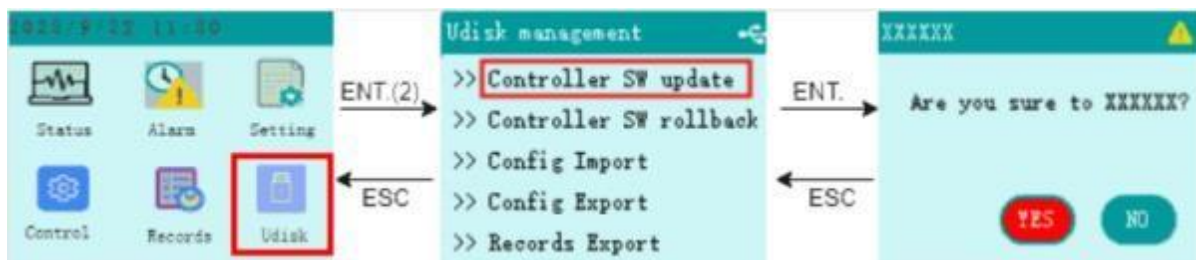 Udisk management
XXXXXX
>> Controller SW update
>> Controller SW rollback
>> Config Import
>> Config Export
>> Records Export
Status
Alarm
Setting
Control
Records
Udisk
ENT.(2)
ESC
ENT.
ESC
Are you sure to XXXXXX?
YES
NO